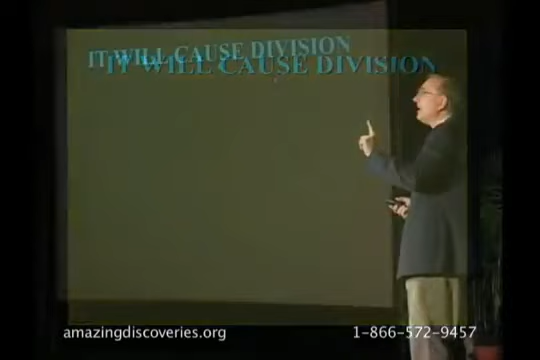 IT WILL CAUSE DIVISION
IT WILL CAUSE DIVISION
amazingdiscoveries.org
1-866-572-9457